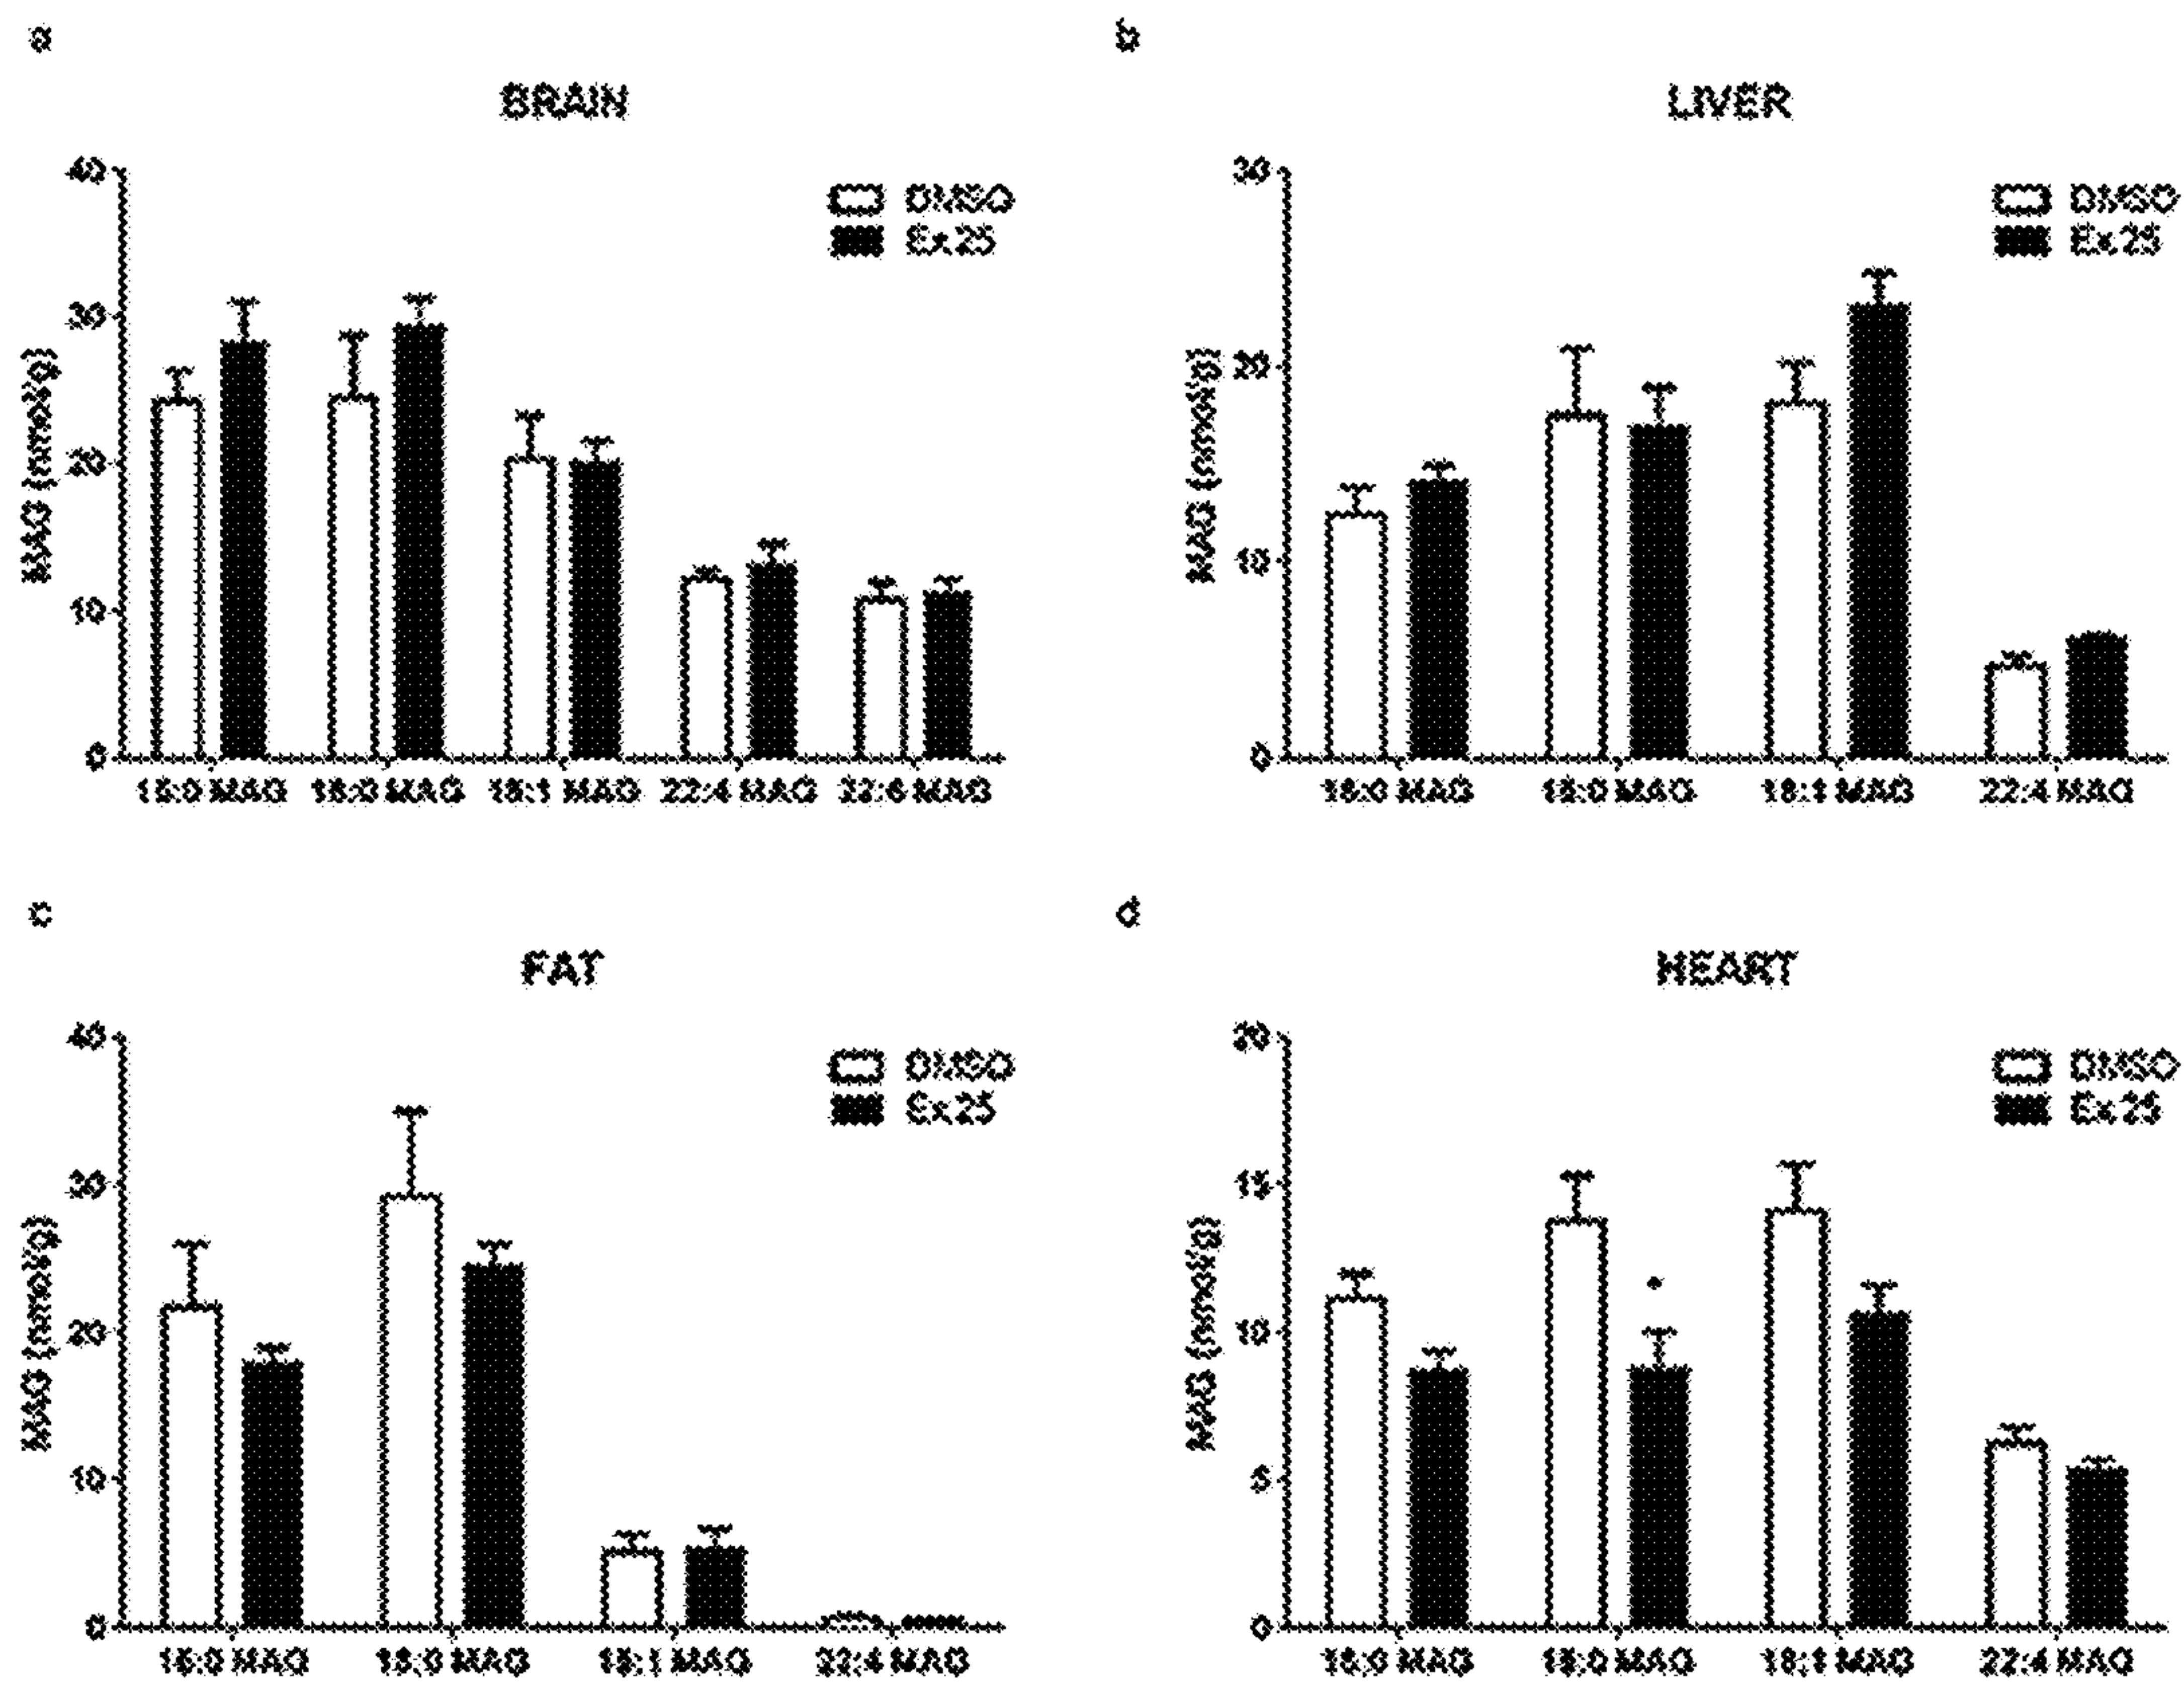 a
BRAIN
40
30
20
10
0
MAG (nmol/g)
DMSO
Ex25
16:0 MAG 18:0 MAG 18:1 MAG 22:4 MAG 22:6 MAG
b
LIVER
30
20
10
0
MAG (nmol/g)
DMSO
Ex25
16:0 MAG 18:0 MAG 18:1 MAG 22:4 MAG
c
FAT
40
30
20
10
0
MAG (nmol/g)
DMSO
Ex25
16:0 MAG 18:0 MAG 18:1 MAG 22:4 MAG
d
HEART
20
15
10
5
0
MAG (nmol/g)
DMSO
Ex25
16:0 MAG 18:0 MAG 18:1 MAG 22:4 MAG